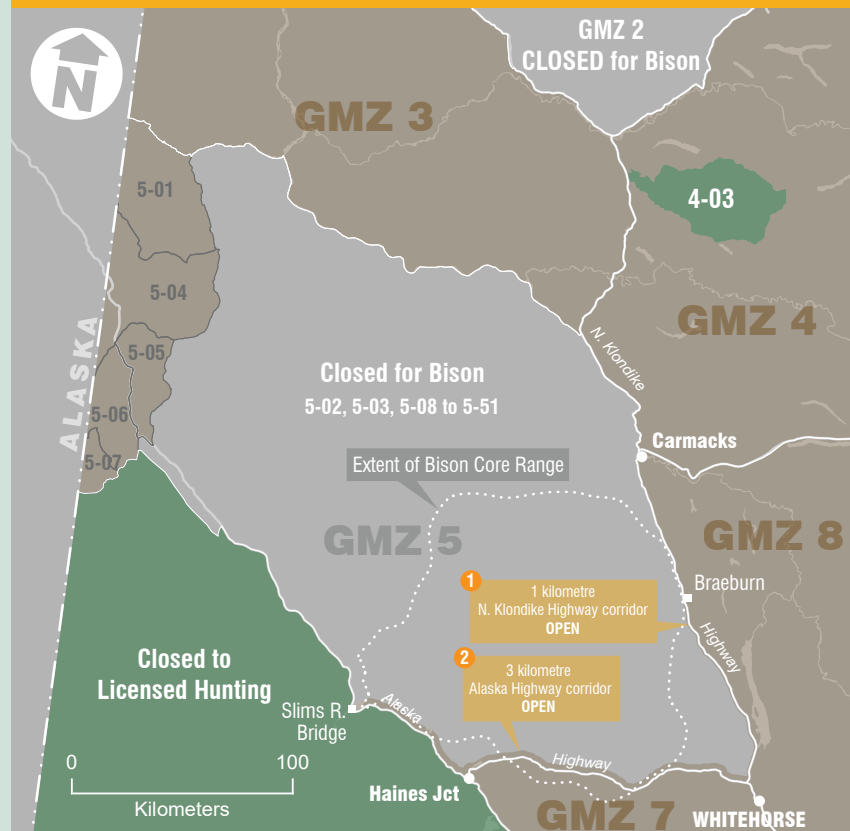 N
GMZ 2
CLOSED for Bison
GMZ 3
5-01
4-03
5-04
ALASKA
5-05
GMZ 4
N. Klondike
Closed for Bison
5-02, 5-03, 5-08 to 5-51
5-06
Carmacks
5-07
Extent of Bison Core Range
GMZ 5
GMZ 8
1
1 kilometre
N. Klondike Highway corridor
OPEN
Braeburn
Highway
2
3 kilometre
Alaska Highway corridor
OPEN
Closed to
Licensed Hunting
Slims R.
Bridge
Alaska
Highway
0 100
Kilometers
Haines Jct
GMZ 7
WHITEHORSE